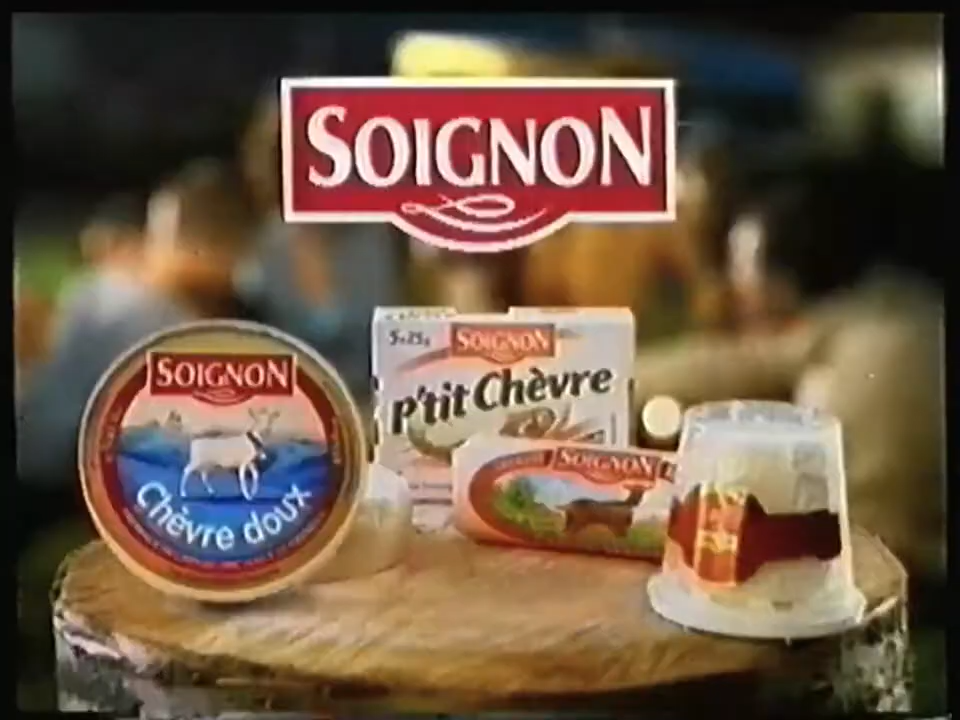 SOIGNON
SOIGNON
Chèvre doux
5x25g
SOIGNON
P'tit Chèvre
SOIGNON